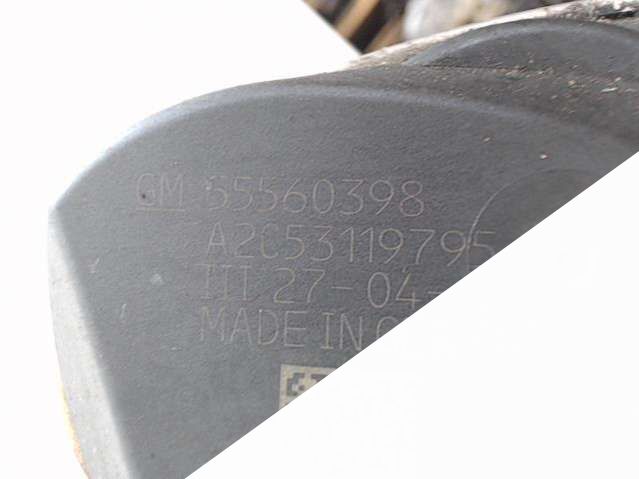 GM 55560398
A2C53119795
III 27-04-
MADE IN